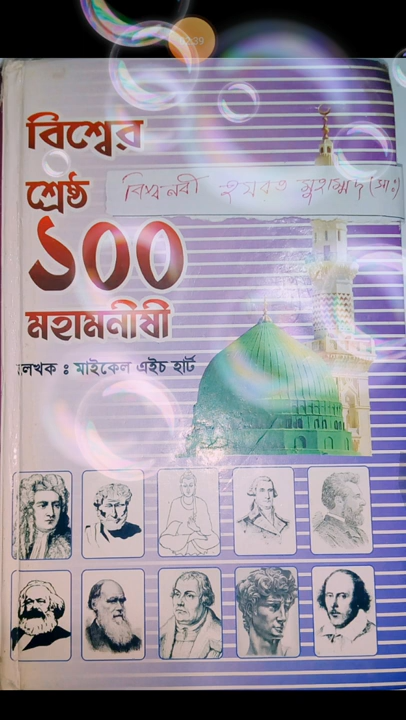 বিশ্বের
শ্রেষ্ঠ
বিশ্বনবী হযরত মুহাম্মদ (সা:)
১০০
মহামনীষী
লেখক : মাইকেল এইচ হার্ট